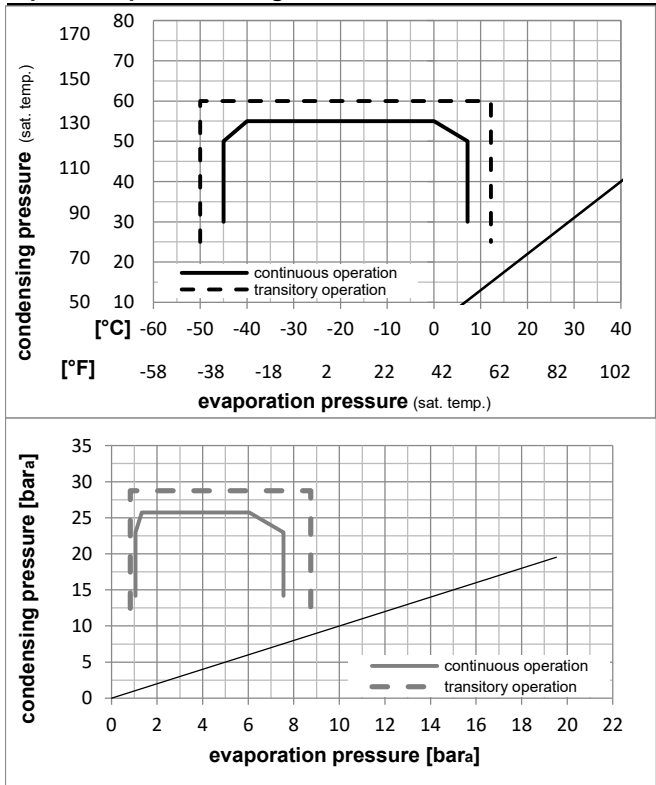 170 80
150 70
130 60
110 50
90 40
70 30
50 20
10
condensing pressure (sat. temp.)
continuous operation
transitory operation
[°C] -60 -50 -40 -30 -20 -10 0 10 20 30 40
[°F] -58 -38 -18 2 22 42 62 82 102
evaporation pressure (sat. temp.)
35
30
25
20
15
10
5
0
condensing pressure [bara]
continuous operation
transitory operation
0 2 4 6 8 10 12 14 16 18 20 22
evaporation pressure [bara]